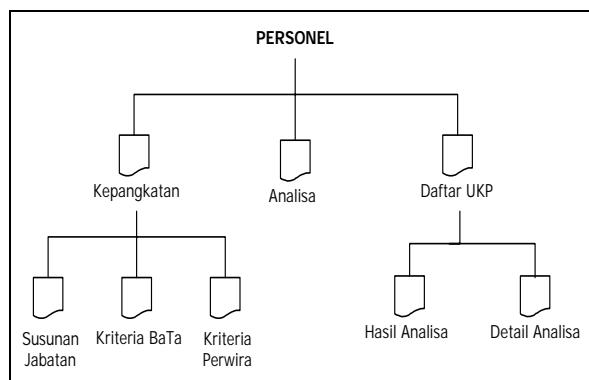 PERSONEL
Kepangkatan
Analisa
Daftar UKP
Susunan
Jabatan
Kriteria BaTa
Kriteria
Perwira
Hasil Analisa
Detail Analisa